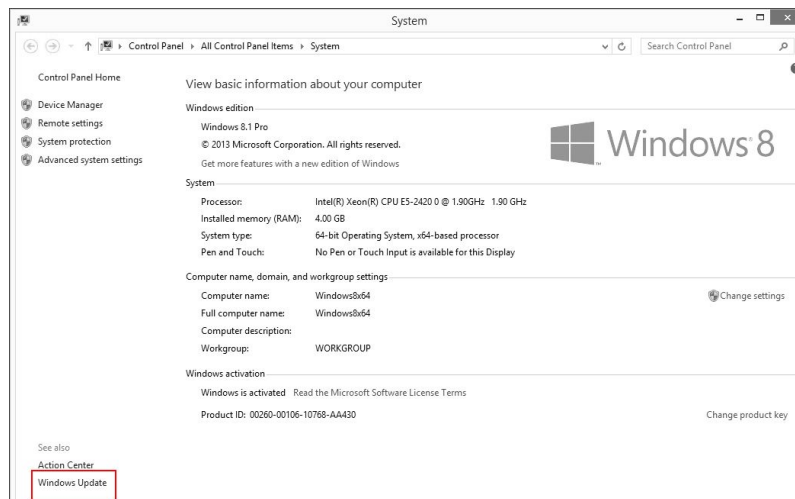 System
Control Panel All Control Panel Items System
Search Control Panel
Control Panel Home
Device Manager
Remote settings
System protection
Advanced system settings
View basic information about your computer
Windows edition
Windows 8.1 Pro
© 2013 Microsoft Corporation. All rights reserved.
Get more features with a new edition of Windows
Windows 8
System
Processor: Intel(R) Xeon(R) CPU E5-2420 0 @ 1.90GHz 1.90 GHz
Installed memory (RAM): 4.00 GB
System type: 64-bit Operating System, x64-based processor
Pen and Touch: No Pen or Touch Input is available for this Display
Computer name, domain, and workgroup settings
Computer name: Windows8x64
Change settings
Full computer name: Windows8x64
Computer description:
Workgroup: WORKGROUP
Windows activation
Windows is activated Read the Microsoft Software License Terms
Product ID: 00260-00106-10768-AA430
Change product key
See also
Action Center
Windows Update